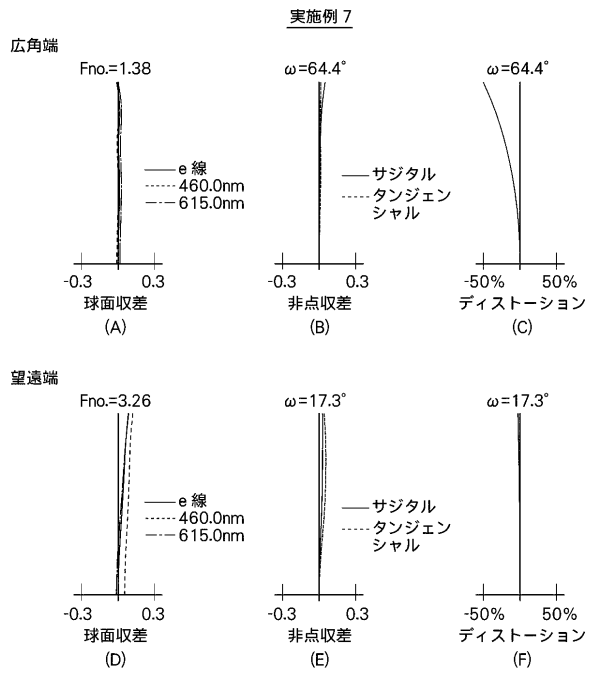 実施例 7
広角端
Fno.=1.38
ω=64.4°
ω=64.4°
e 線
460.0nm
615.0nm
サジタル
タンジェン
シャル
-0.3 0.3
-0.3 0.3
-50% 50%
球面収差
非点収差
ディストーション
(A)
(B)
(C)
望遠端
Fno.=3.26
ω=17.3°
ω=17.3°
e 線
460.0nm
615.0nm
サジタル
タンジェン
シャル
-0.3 0.3
-0.3 0.3
-50% 50%
球面収差
非点収差
ディストーション
(D)
(E)
(F)